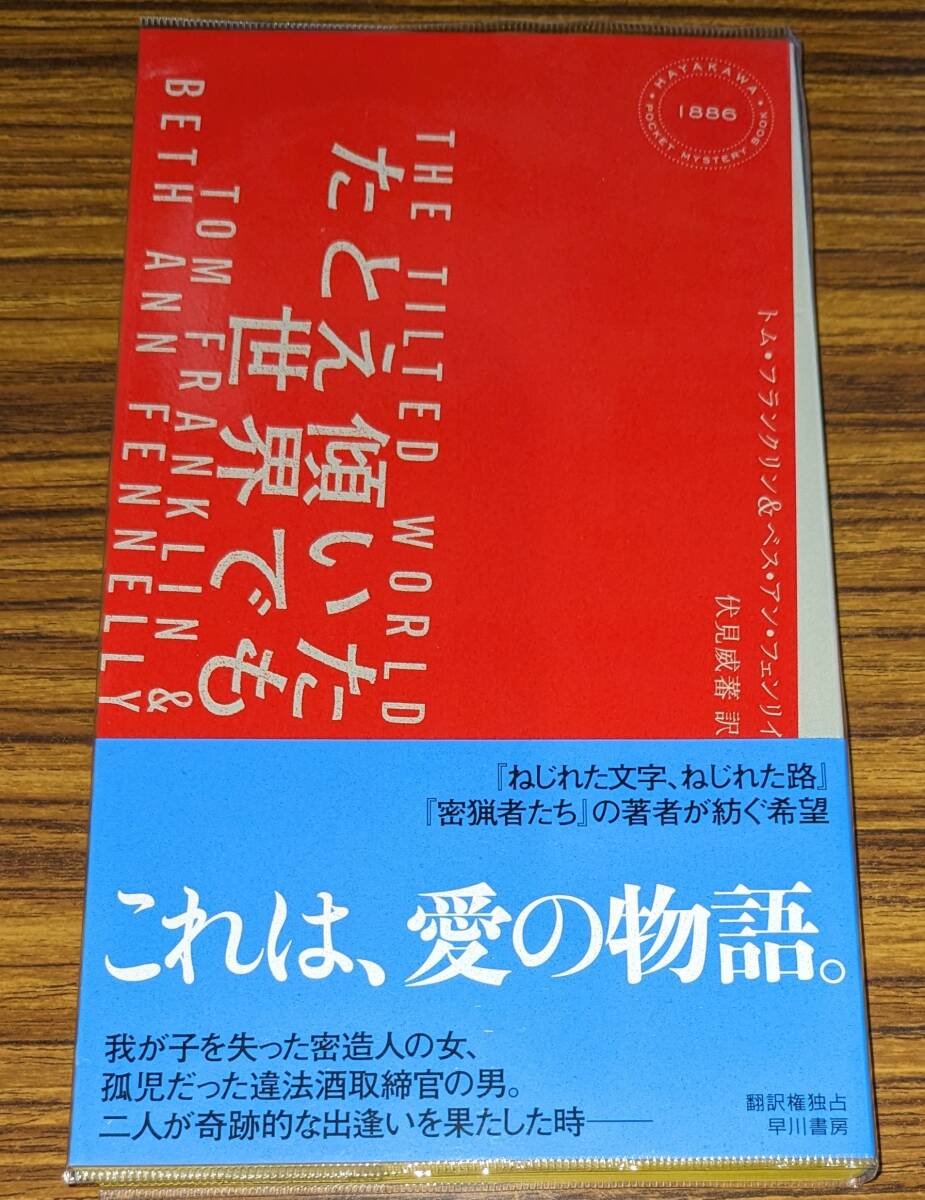 HAYAKAWA
1886
POCKET MYSTERY BOOK
THE TILTED WORLD
たとえ傾いた
世界でも
TOM FRANKLIN &
BETH ANN FENNELLY
トム・フランクリン&ベス・アン・フェンリイ
伏見威蕃 訳
『ねじれた文字、ねじれた路』
『密猟者たち』の著者が紡ぐ希望
これは、愛の物語。
我が子を失った密造人の女、
孤児だった違法酒取締官の男。
二人が奇跡的な出逢いを果たした時――
翻訳権独占
早川書房